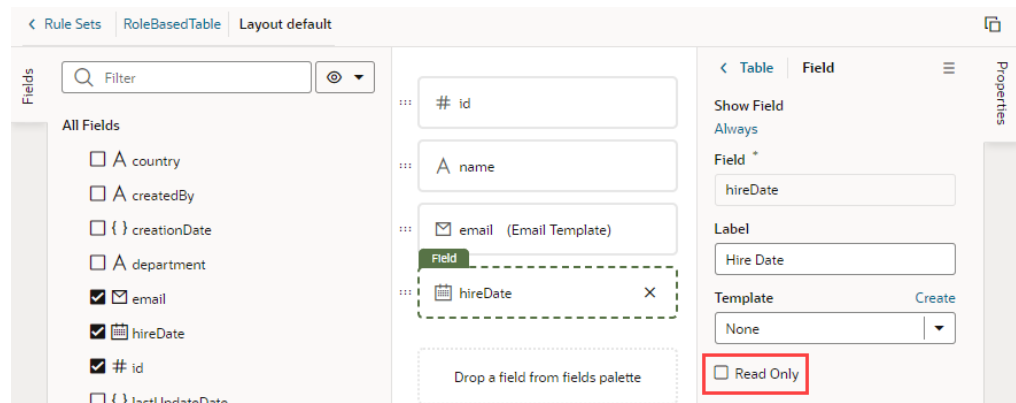 Rule Sets
RoleBasedTable
Layout default
Fields
Filter
All Fields
A country
A createdBy
{ } creationDate
A department
email
hireDate
# id
{ } lastUpdateDate
# id
A name
email (Email Template)
Field
hireDate
Drop a field from fields palette
Table
Field
Show Field
Always
Field *
hireDate
Label
Hire Date
Template
Create
None
Read Only
Properties